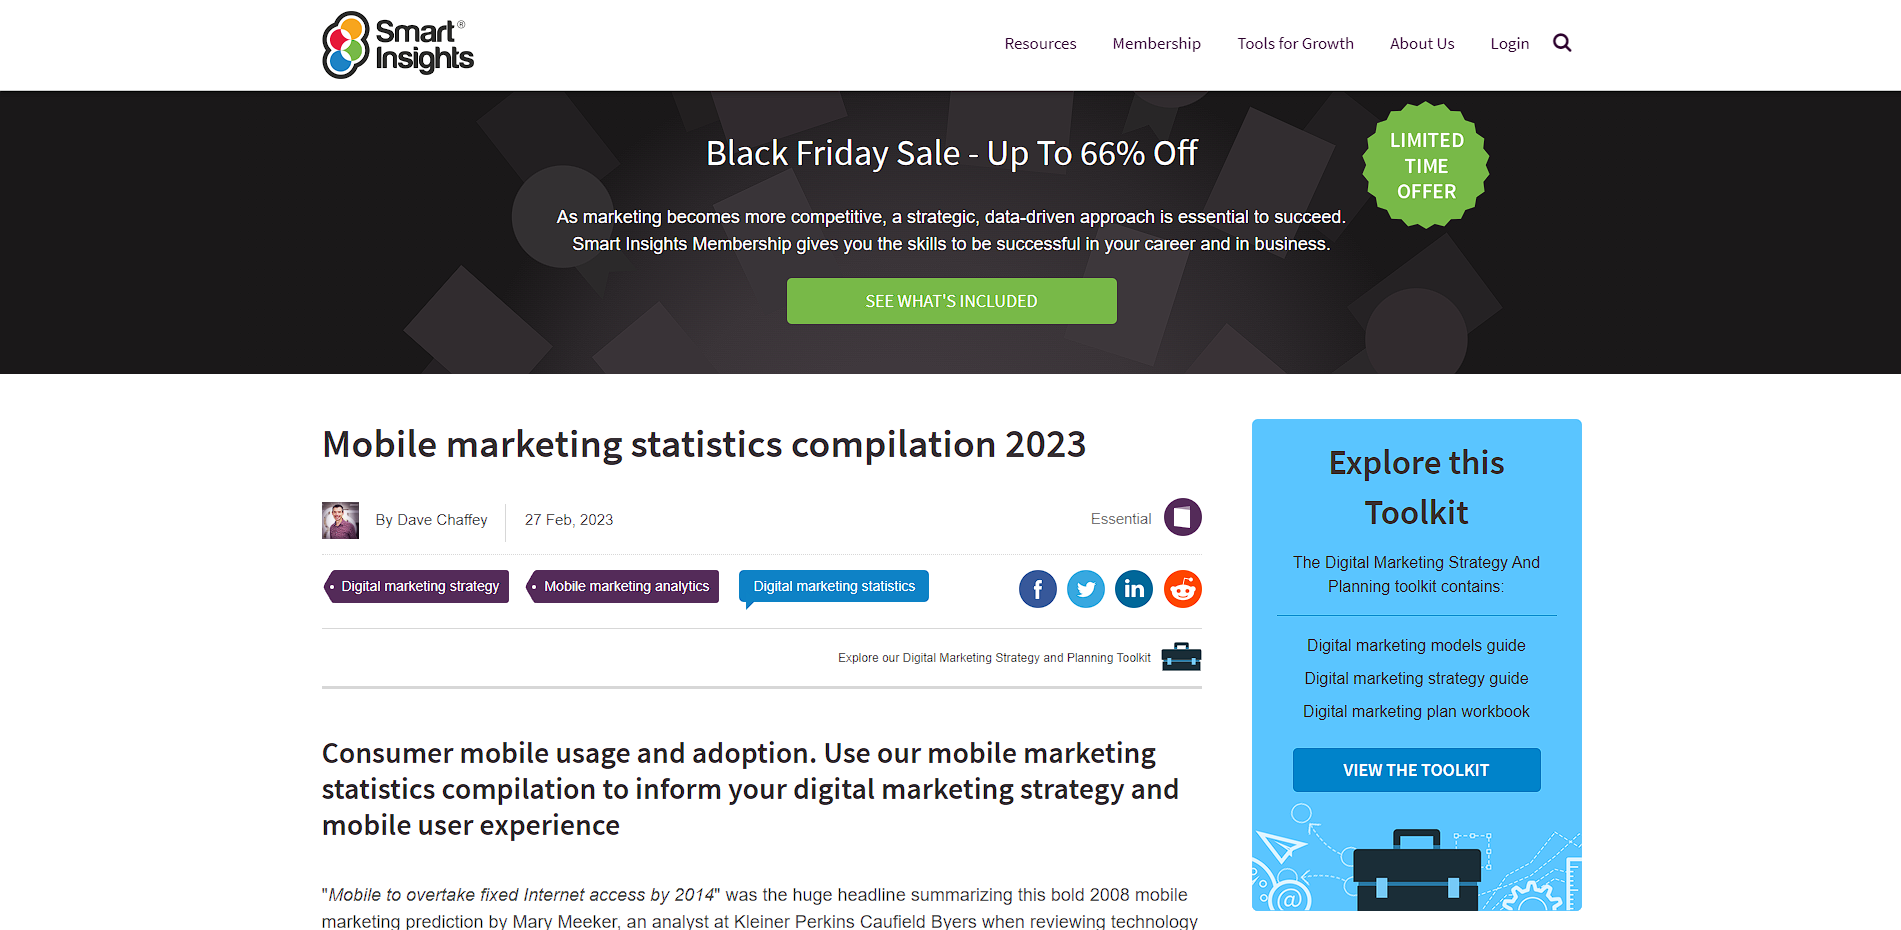 Smart®
Insights
Resources
Membership
Tools for Growth
About Us
Login
Black Friday Sale - Up To 66% Off
LIMITED
TIME
OFFER
As marketing becomes more competitive, a strategic, data-driven approach is essential to succeed.
Smart Insights Membership gives you the skills to be successful in your career and in business.
SEE WHAT'S INCLUDED
Mobile marketing statistics compilation 2023
By Dave Chaffey
27 Feb, 2023
Essential
Digital marketing strategy
Mobile marketing analytics
Digital marketing statistics
Explore our Digital Marketing Strategy and Planning Toolkit
Consumer mobile usage and adoption. Use our mobile marketing
statistics compilation to inform your digital marketing strategy and
mobile user experience
"Mobile to overtake fixed Internet access by 2014" was the huge headline summarizing this bold 2008 mobile
marketing prediction by Mary Meeker, an analyst at Kleiner Perkins Caufield Byers when reviewing technology
Explore this
Toolkit
The Digital Marketing Strategy And
Planning toolkit contains:
Digital marketing models guide
Digital marketing strategy guide
Digital marketing plan workbook
VIEW THE TOOLKIT